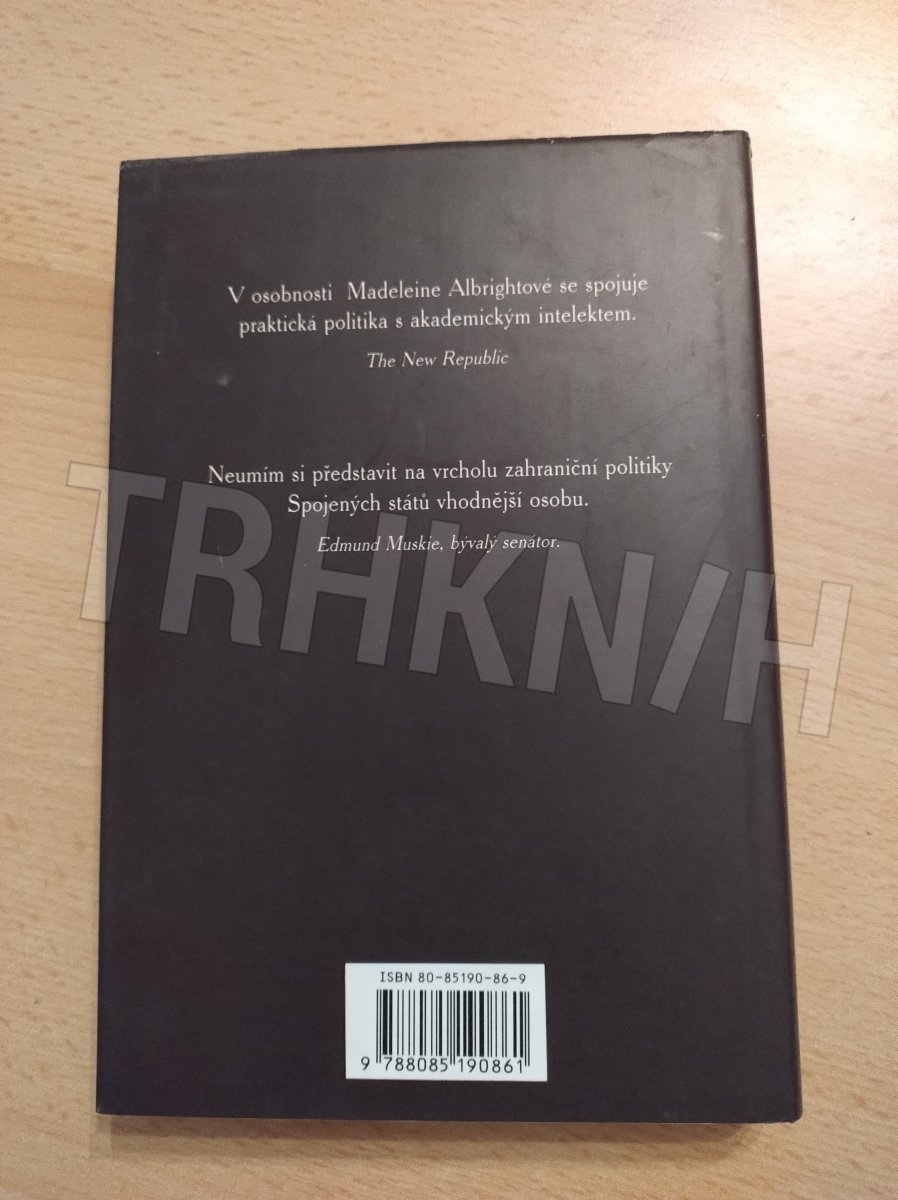 V osobnosti Madeleine Albrightové se spojuje
praktická politika s akademickým intelektem.
The New Republic
Neumím si představit na vrcholu zahraniční politiky
Spojených států vhodnější osobu.
Edmund Muskie, bývalý senátor.
TRHKNIH
ISBN 80-85190-86-9
9 788085 190861